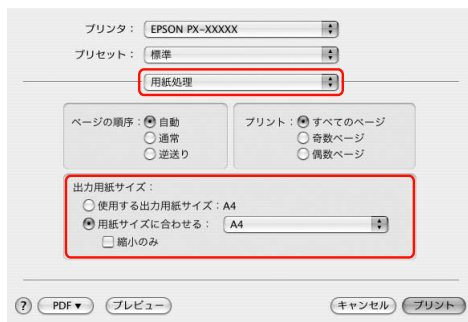 プリンタ： EPSON PX-XXXXX
プリセット： 標準
用紙処理
ページの順序： 自動
通常
逆送り
プリント： すべてのページ
奇数ページ
偶数ページ
出力用紙サイズ：
使用する出力用紙サイズ：A4
用紙サイズに合わせる： A4
縮小のみ
? PDF▼ プレビュー キャンセル プリント